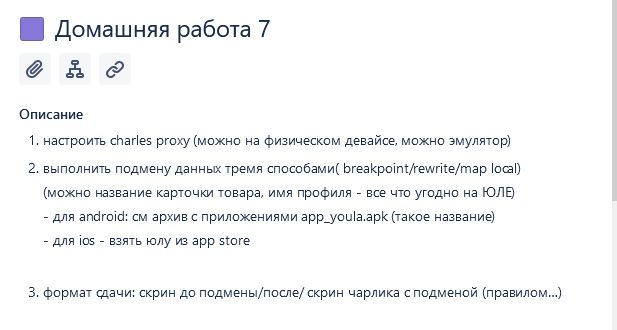 Домашняя работа 7
Описание
1. настроить charles proxy (можно на физическом девайсе, можно эмулятор)
2. выполнить подмену данных тремя способами( breakpoint/rewrite/map local)
(можно название карточки товара, имя профиля - все что угодно на ЮЛЕ)
- для android: см архив с приложениями app_youla.apk (такое название)
- для ios - взять юлу из app store
3. формат сдачи: скрин до подмены/после/ скрин чарлика с подменой (правилом...)